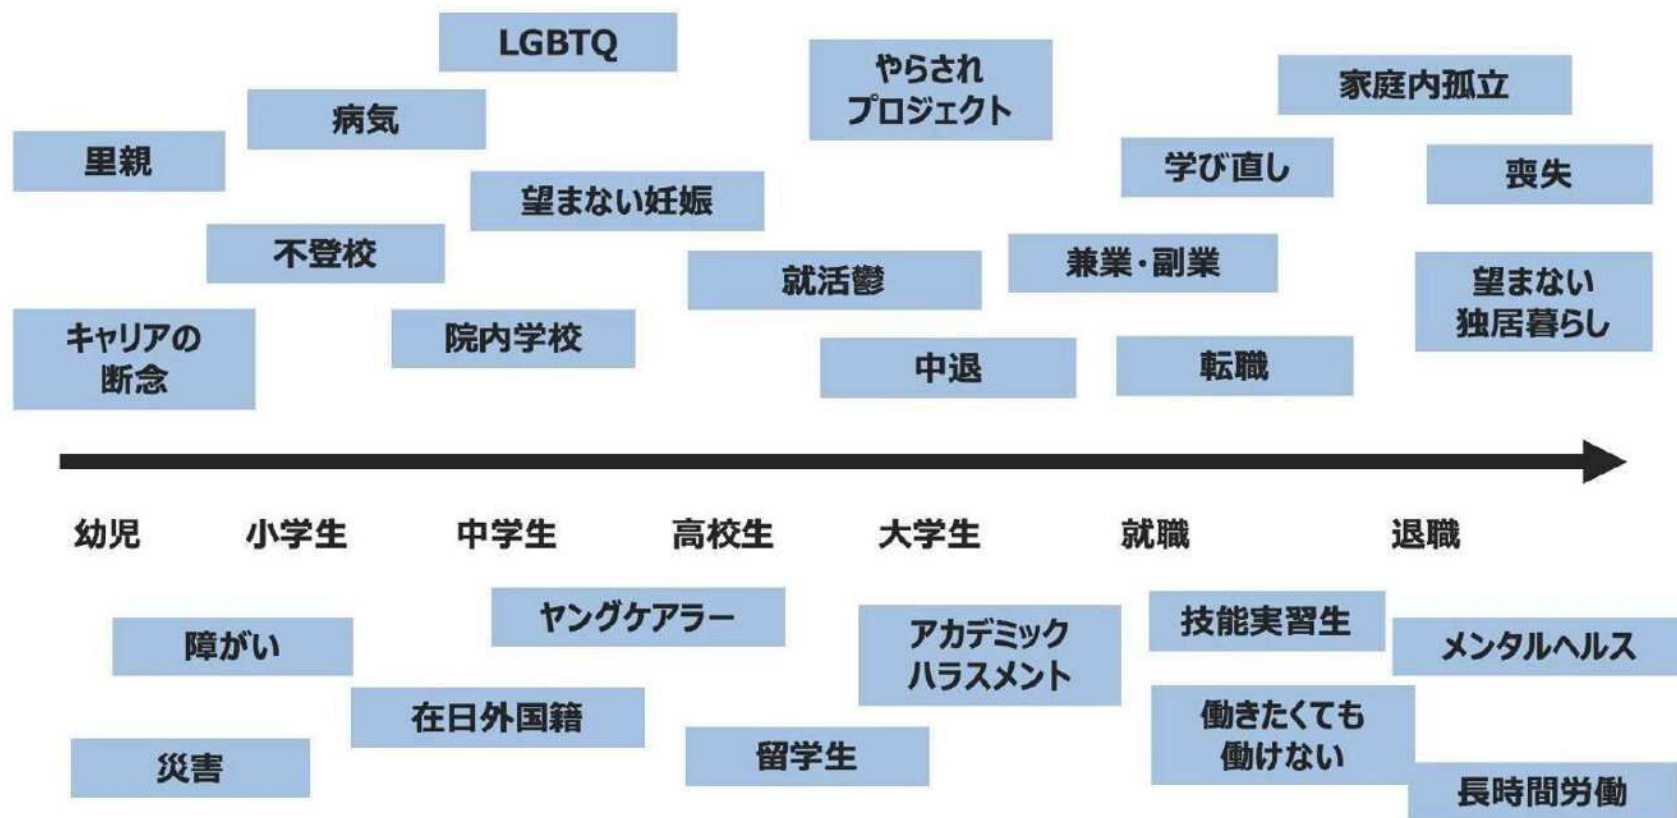 LGBTQ
やらされ
プロジェクト
家庭内孤立
病気
里親
学び直し
喪失
望まない妊娠
不登校
就活鬱
兼業・副業
望まない
独居暮らし
キャリアの
断念
院内学校
中退
転職
幼児
小学生
中学生
高校生
大学生
就職
退職
ヤングケアラー
障がい
アカデミック
ハラスメント
技能実習生
メンタルヘルス
在日外国籍
働きたくても
働けない
災害
留学生
長時間労働